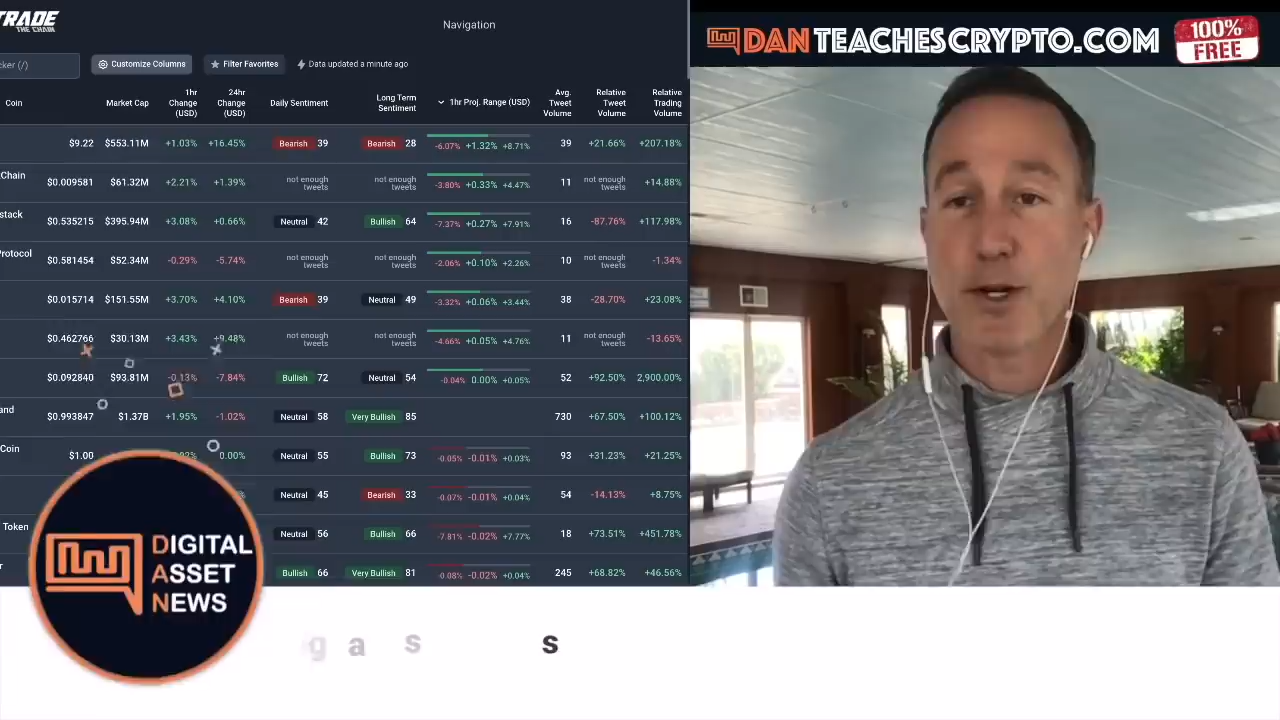 TRADE
THE CHAIN
Navigation
cker (/)
Customize Columns
Filter Favorites
Data updated a minute ago
Coin
Market Cap
1hr Change (USD)
24hr Change (USD)
Daily Sentiment
Long Term Sentiment
1hr Proj. Range (USD)
Avg. Tweet Volume
Relative Tweet Volume
Relative Trading Volume
$9.22 $553.11M +1.03% +16.45% Bearish 39 Bearish 28 -6.07% +1.32% +8.71% 39 +21.66% +207.18%
Chain $0.009581 $61.32M +2.21% +1.39% not enough tweets not enough tweets -3.80% +0.33% +4.47% 11 not enough tweets +14.88%
stack $0.535215 $395.94M +3.08% +0.66% Neutral 42 Bullish 64 -7.37% +0.27% +7.91% 16 -87.76% +117.98%
Protocol $0.581454 $52.34M -0.29% -5.74% not enough tweets not enough tweets -2.06% +0.10% +2.26% 10 not enough tweets -1.34%
$0.015714 $151.55M +3.70% +4.10% Bearish 39 Neutral 49 -3.32% +0.06% +3.44% 38 -28.70% +23.08%
$0.462766 $30.13M +3.43% +9.48% not enough tweets not enough tweets -4.66% +0.05% +4.76% 11 not enough tweets -13.65%
$0.092840 $93.81M -0.13% -7.84% Bullish 72 Neutral 54 -0.04% 0.00% +0.05% 52 +92.50% 2,900.00%
and $0.993847 $1.37B +1.95% -1.02% Neutral 58 Very Bullish 85 730 +67.50% +100.12%
Coin $1.00 0.00% Neutral 55 Bullish 73 -0.05% -0.01% +0.03% 93 +31.23% +21.25%
Neutral 45 Bearish 33 -0.07% -0.01% +0.04% 54 -14.13% +8.75%
Token Neutral 56 Bullish 66 -7.81% -0.02% +7.77% 18 +73.51% +451.78%
r Bullish 66 Very Bullish 81 -0.08% -0.02% +0.04% 245 +68.82% +46.56%
DANTEACHESCRYPTO.COM
100%
FREE
DIGITAL
ASSET
NEWS
g a s s